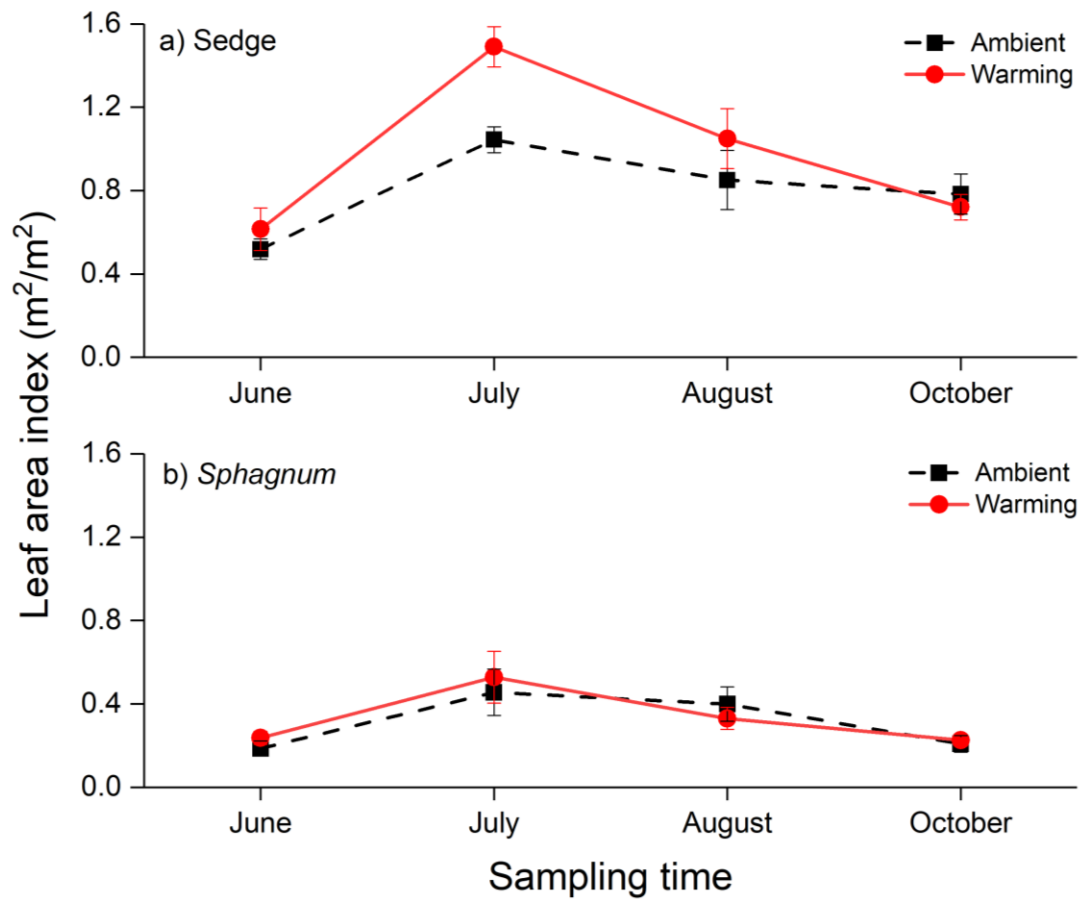 Leaf area index (m²/m²)
a) Sedge
Ambient
Warming
1.6
1.2
0.8
0.4
0.0
June July August October
b) Sphagnum
Ambient
Warming
1.6
1.2
0.8
0.4
0.0
June July August October
Sampling time